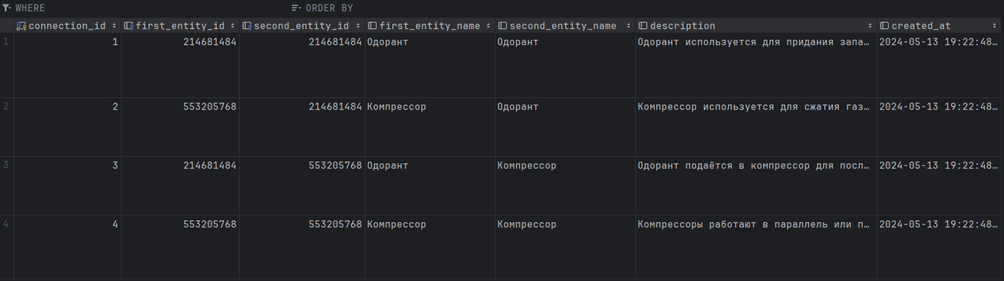 WHERE ORDER BY
connection_id first_entity_id second_entity_id first_entity_name second_entity_name description created_at
1 1 214681484 214681484 Одорант Одорант Одорант используется для придания запа… 2024-05-13 19:22:48…
2 2 553205768 214681484 Компрессор Одорант Компрессор используется для сжатия газ… 2024-05-13 19:22:48…
3 3 214681484 553205768 Одорант Компрессор Одорант подаётся в компрессор для посл… 2024-05-13 19:22:48…
4 4 553205768 553205768 Компрессор Компрессор Компрессоры работают в параллель или п… 2024-05-13 19:22:48…